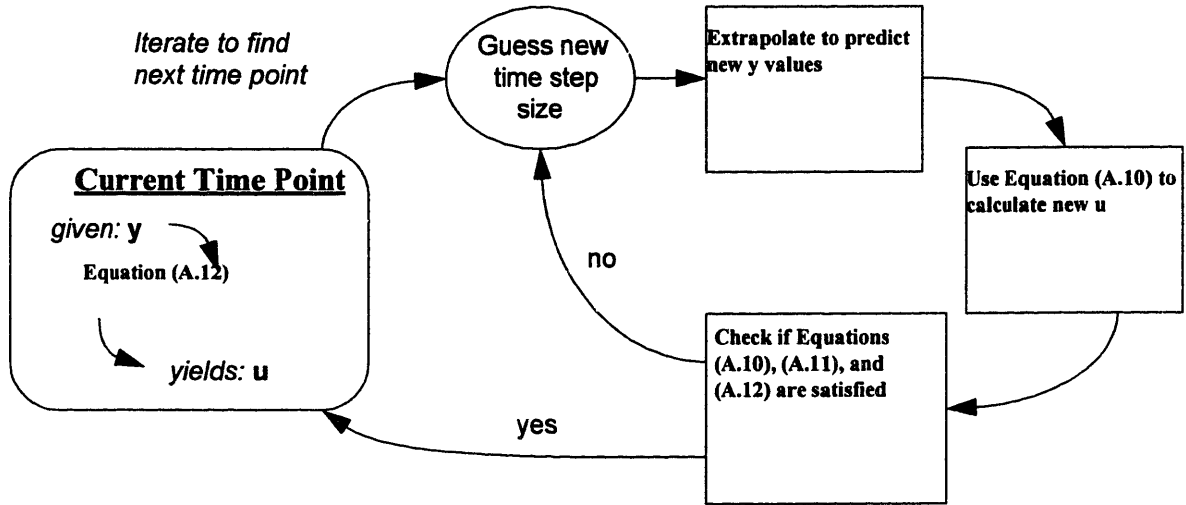 Iterate to find
next time point
Guess new
time step
size
Extrapolate to predict
new y values
Use Equation (A.10) to
calculate new u
Current Time Point
given: y
Equation (A.12)
yields: u
no
Check if Equations
(A.10), (A.11), and
(A.12) are satisfied
yes